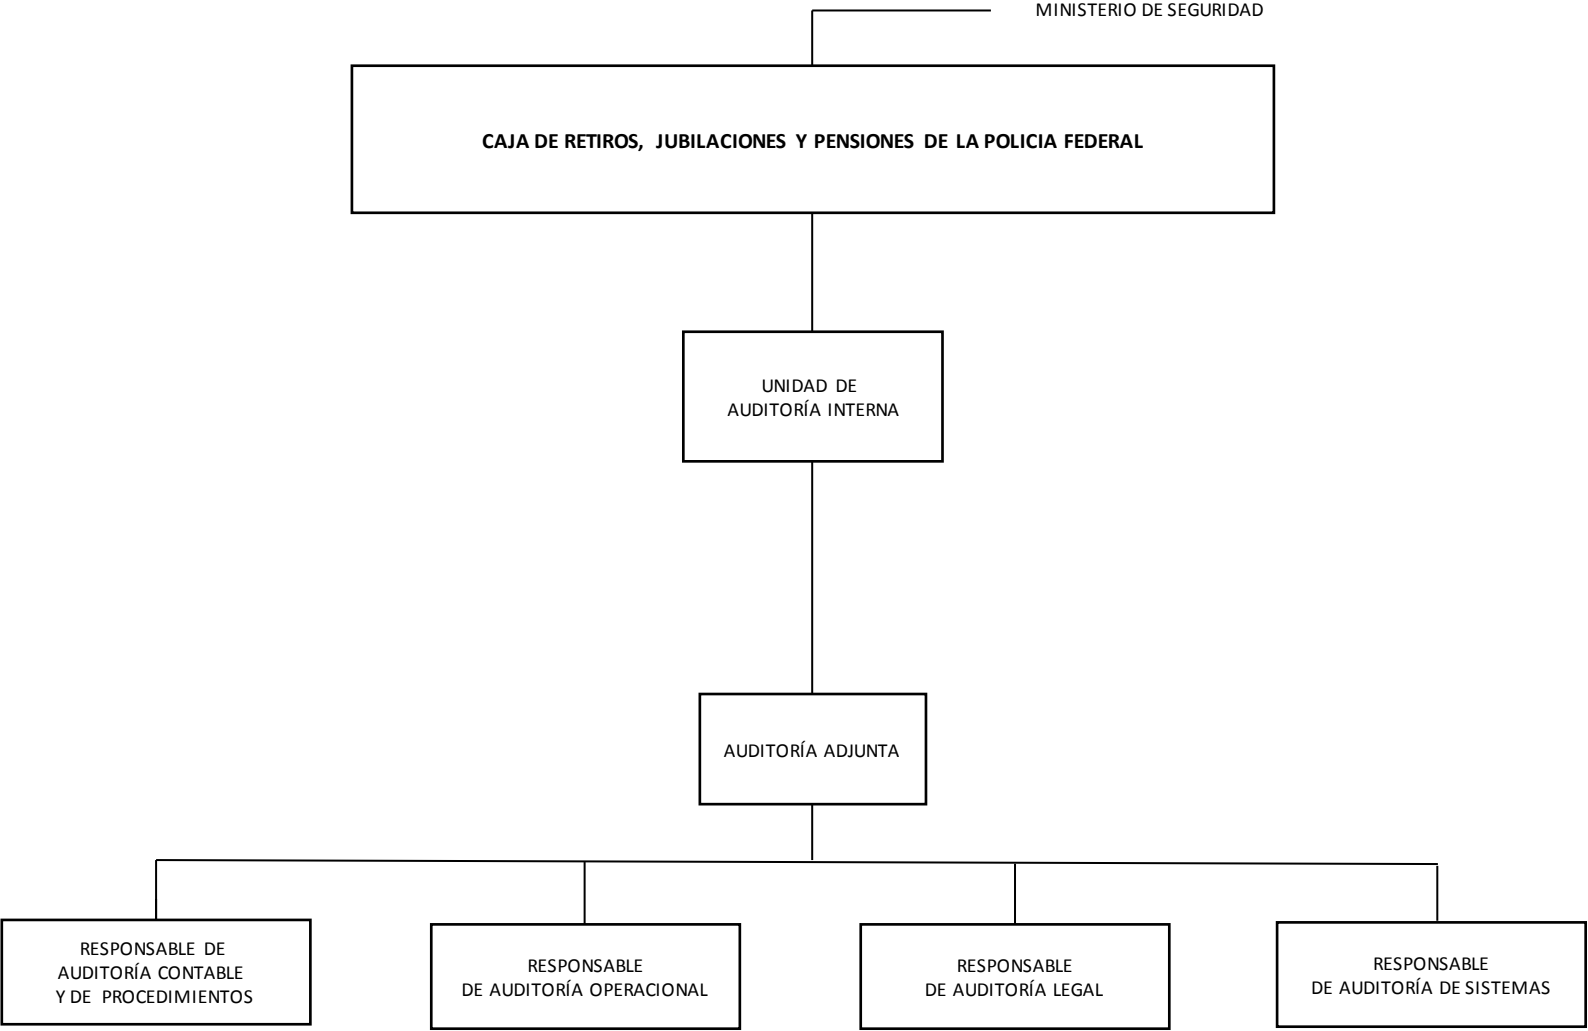 MINISTERIO DE SEGURIDAD
CAJA DE RETIROS, JUBILACIONES Y PENSIONES DE LA POLICIA FEDERAL
UNIDAD DE
AUDITORÍA INTERNA
AUDITORÍA ADJUNTA
RESPONSABLE DE
AUDITORÍA CONTABLE
Y DE PROCEDIMIENTOS
RESPONSABLE
DE AUDITORÍA OPERACIONAL
RESPONSABLE
DE AUDITORÍA LEGAL
RESPONSABLE
DE AUDITORÍA DE SISTEMAS